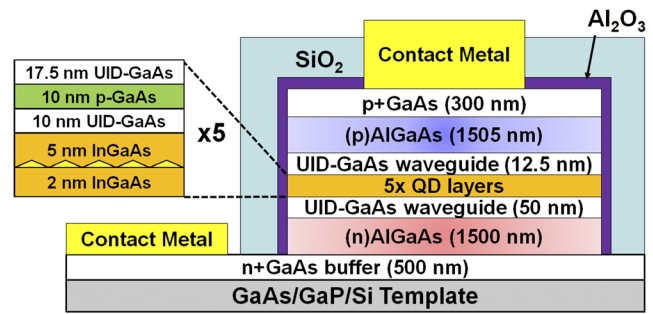 Al₂O₃
SiO₂
Contact Metal
17.5 nm UID-GaAs
10 nm p-GaAs
10 nm UID-GaAs
5 nm InGaAs
2 nm InGaAs
x5
p+GaAs (300 nm)
(p)AlGaAs (1505 nm)
UID-GaAs waveguide (12.5 nm)
5x QD layers
UID-GaAs waveguide (50 nm)
(n)AlGaAs (1500 nm)
Contact Metal
n+GaAs buffer (500 nm)
GaAs/GaP/Si Template